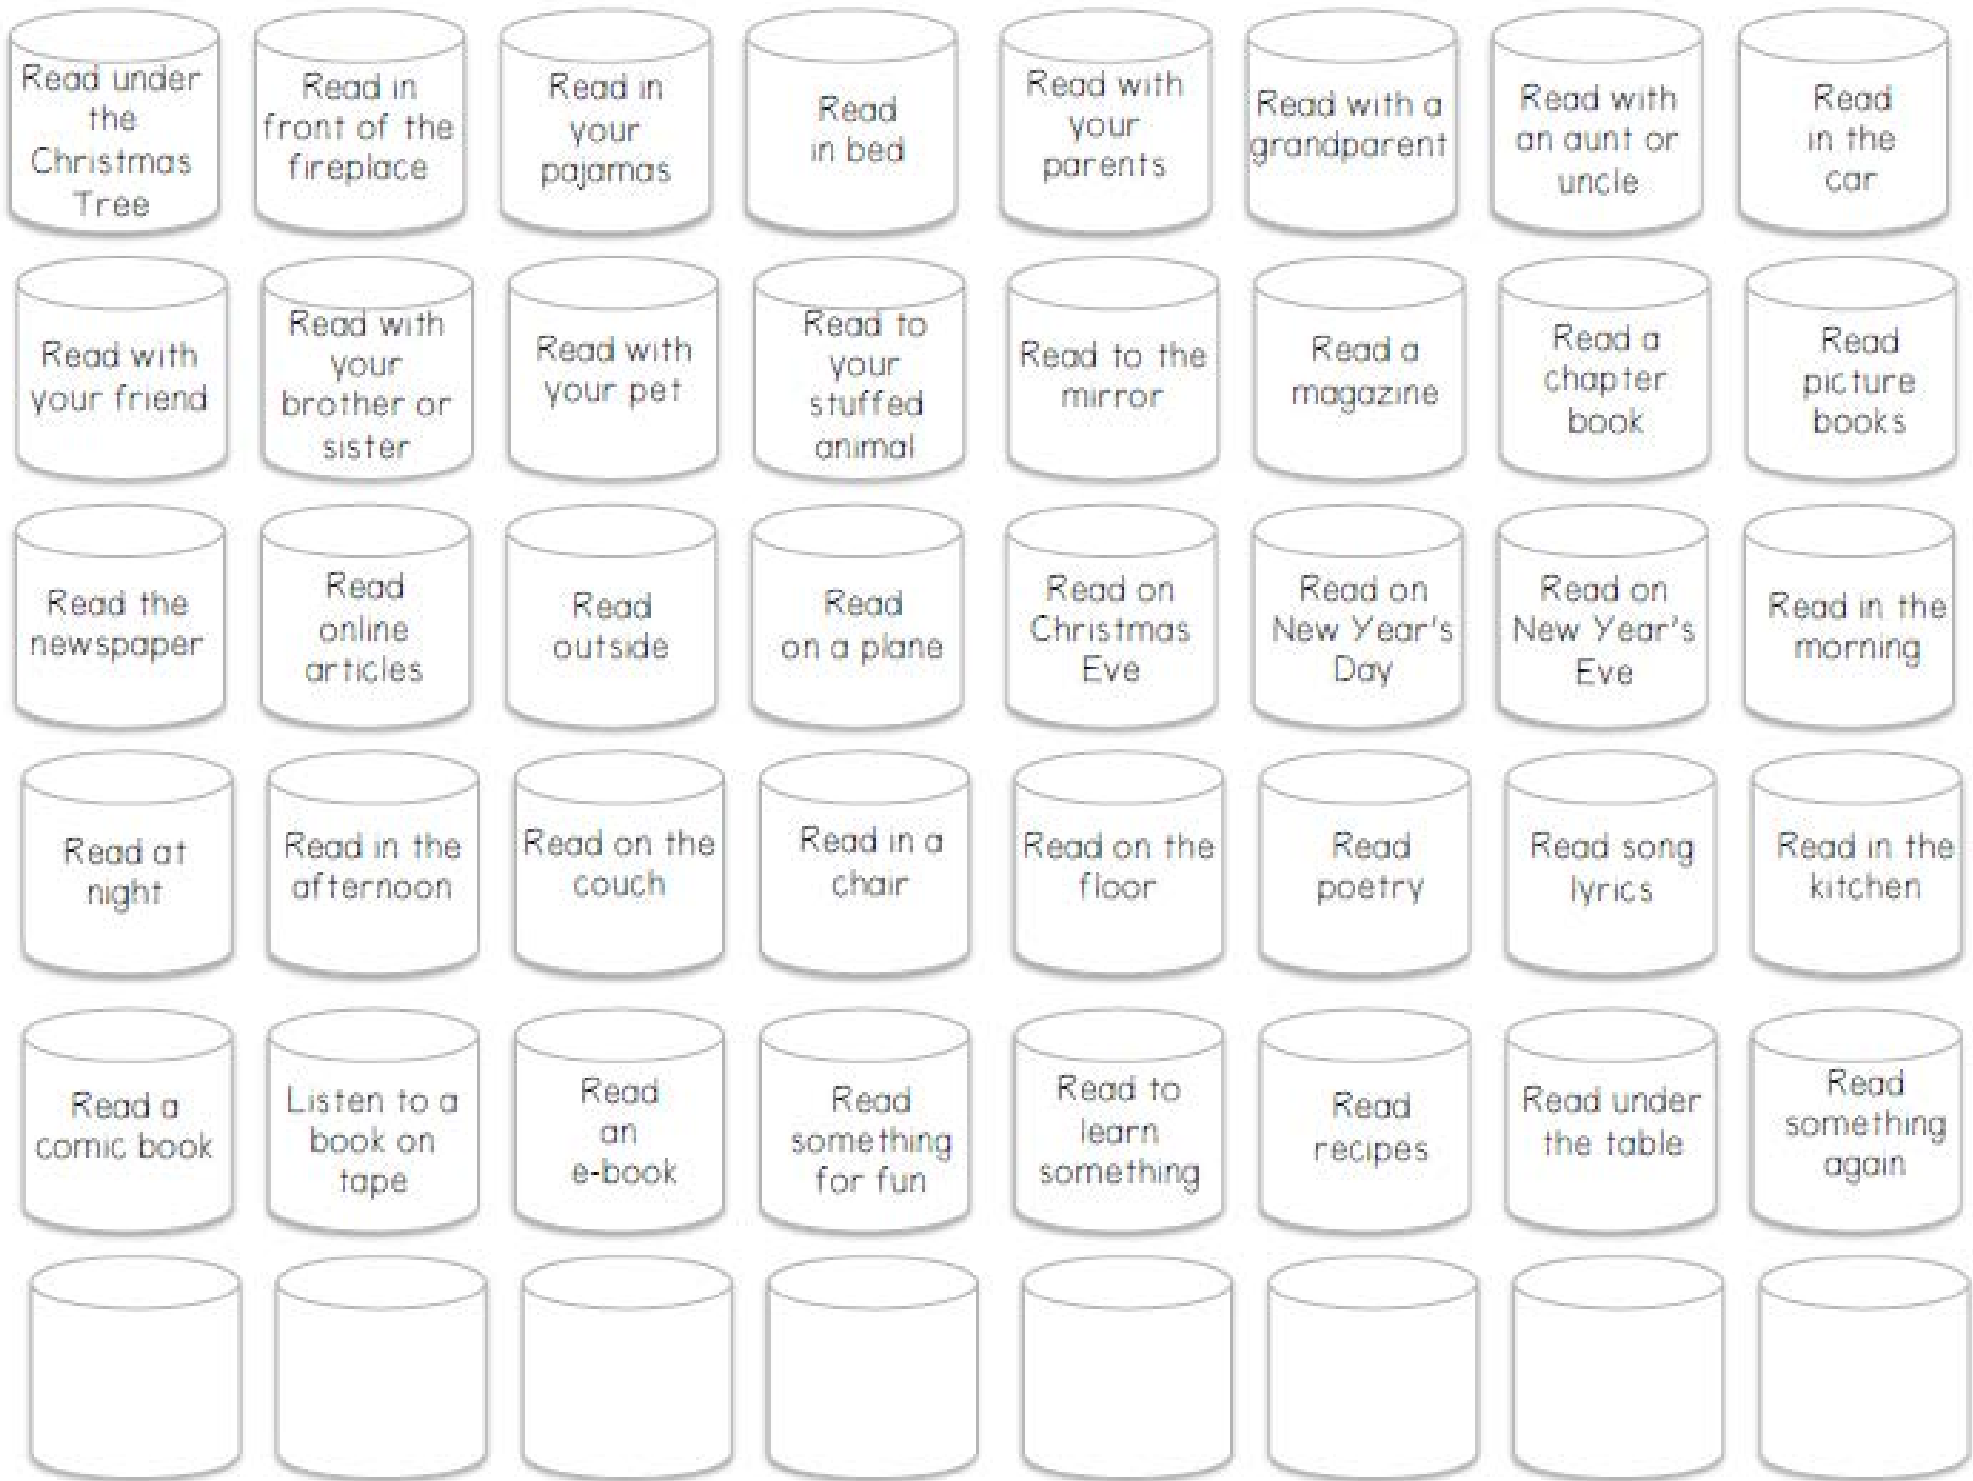 Read under
the
Christmas
Tree
Read in
front of the
fireplace
Read in
your
pajamas
Read
in bed
Read with
your
parents
Read with a
grandparent
Read with
an aunt or
uncle
Read
in the
car
Read with
your friend
Read with
your
brother or
sister
Read with
your pet
Read to
your
stuffed
animal
Read to the
mirror
Read a
magazine
Read a
chapter
book
Read
picture
books
Read the
newspaper
Read
online
articles
Read
outside
Read
on a plane
Read on
Christmas
Eve
Read on
New Year's
Day
Read on
New Year's
Eve
Read in the
morning
Read at
night
Read in the
afternoon
Read on the
couch
Read in a
chair
Read on the
floor
Read
poetry
Read song
lyrics
Read in the
kitchen
Read a
comic book
Listen to a
book on
tape
Read
an
e-book
Read
something
for fun
Read to
learn
something
Read
recipes
Read under
the table
Read
something
again